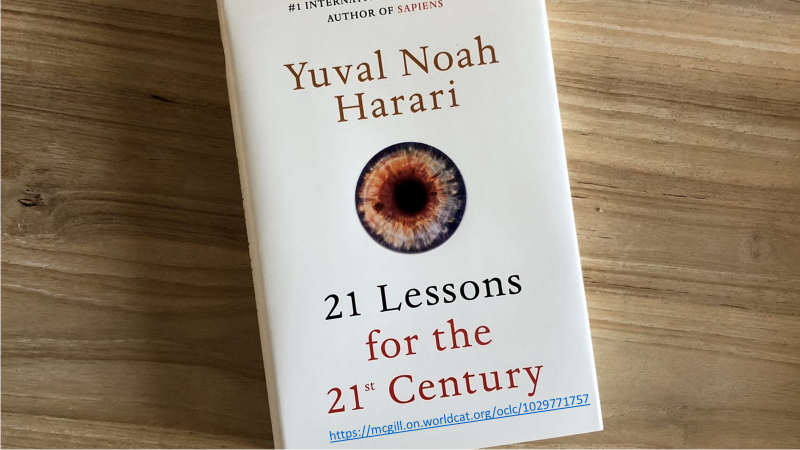 #1
AUTHOR OF SAPIENS
Yuval Noah
Harari
21 Lessons
for the
21st Century
https://mcgill.on.worldcat.org/oclc/1029771757